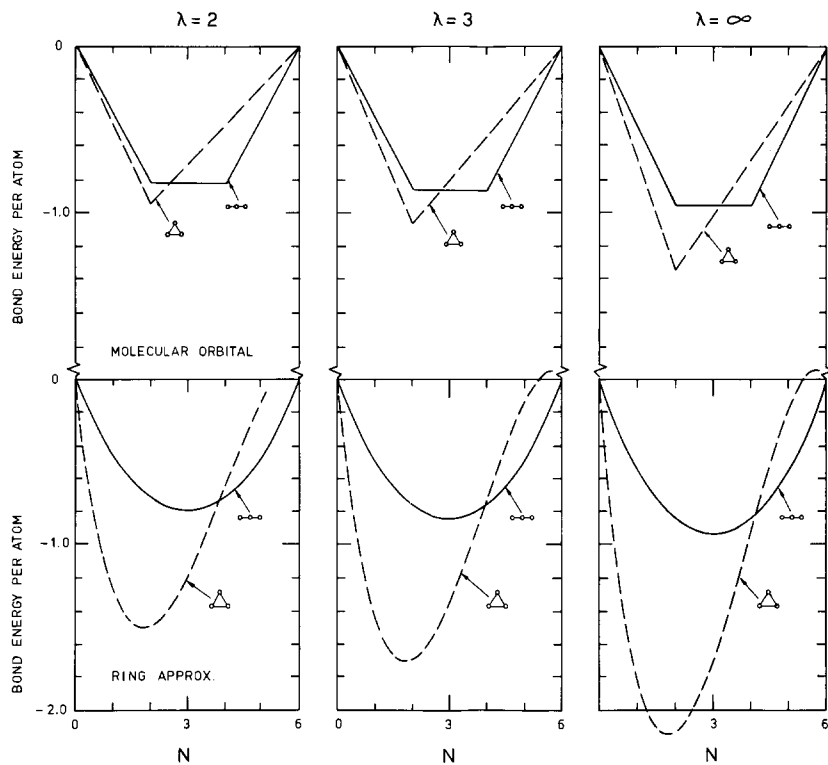 λ = 2
λ = 3
λ = ∞
BOND ENERGY PER ATOM
0
-1.0
MOLECULAR ORBITAL
BOND ENERGY PER ATOM
0
-1.0
-2.0
RING APPROX.
0 3 6
0 3 6
3 6
N
N
N